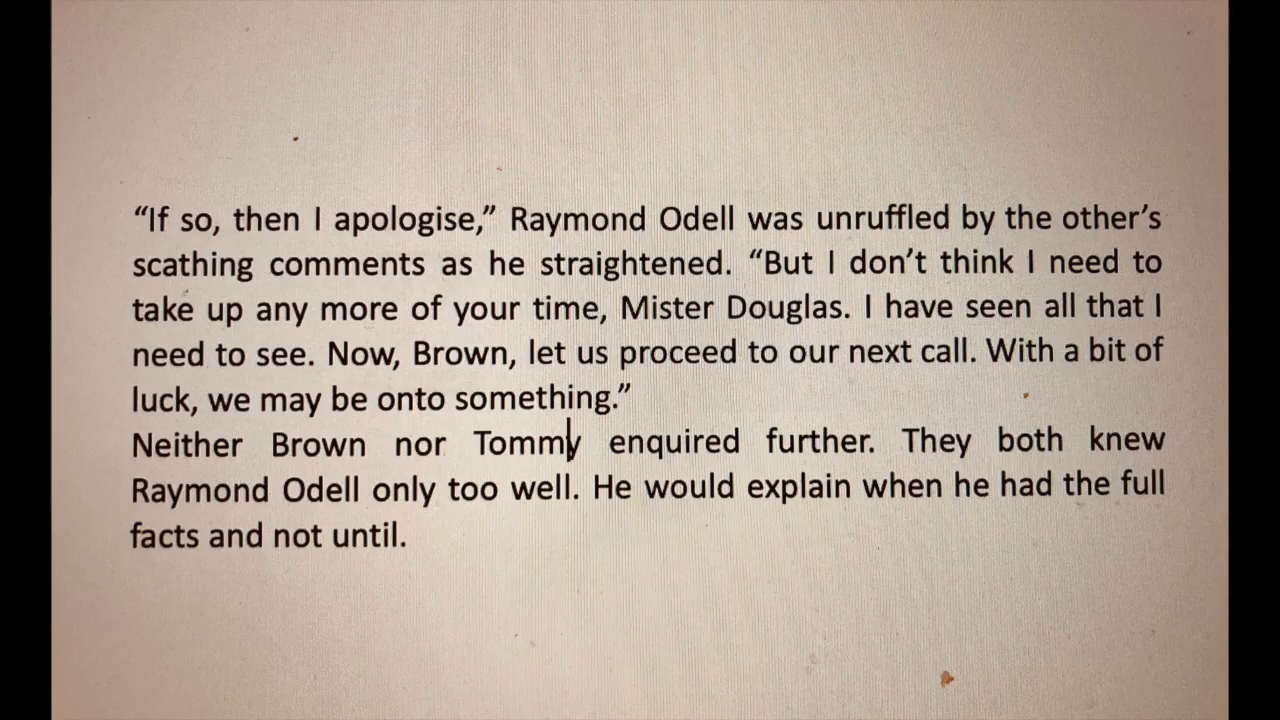 “If so, then I apologise,” Raymond Odell was unruffled by the other’s
scathing comments as he straightened. “But I don’t think I need to
take up any more of your time, Mister Douglas. I have seen all that I
need to see. Now, Brown, let us proceed to our next call. With a bit of
luck, we may be onto something.”
Neither Brown nor Tommy enquired further. They both knew
Raymond Odell only too well. He would explain when he had the full
facts and not until.